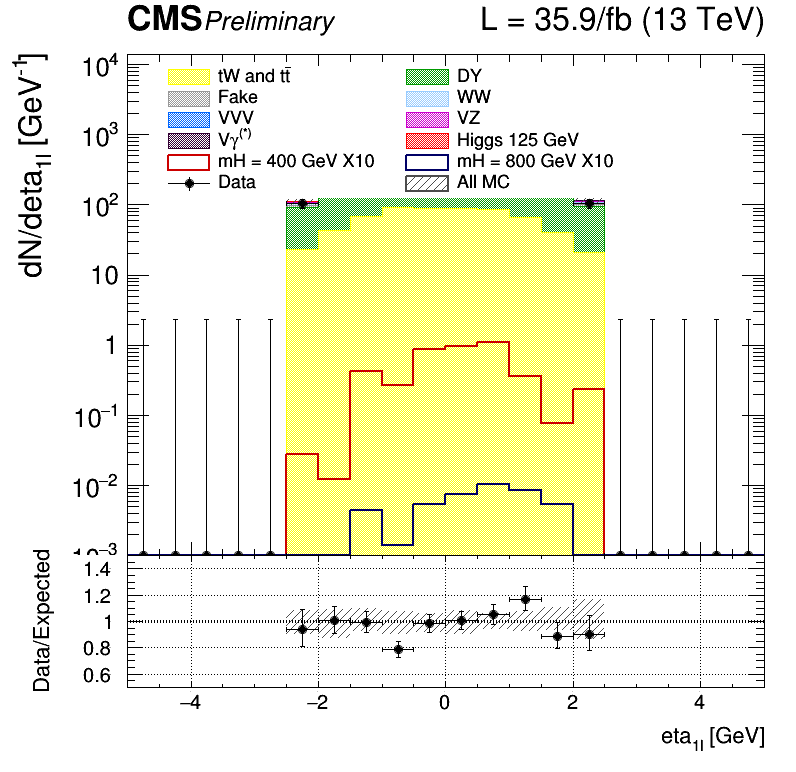 CMS Preliminary L = 35.9/fb (13 TeV)
dN/deta1l [GeV⁻¹]
10⁴
10³
10²
10
1
10⁻¹
10⁻²
10⁻³
tW and tt̄ DY
Fake WW
VVV VZ
Vγ(*) Higgs 125 GeV
mH = 400 GeV X10 mH = 800 GeV X10
Data All MC
Data/Expected
1.4
1.2
1
0.8
0.6
−4 −2 0 2 4
eta1l [GeV]